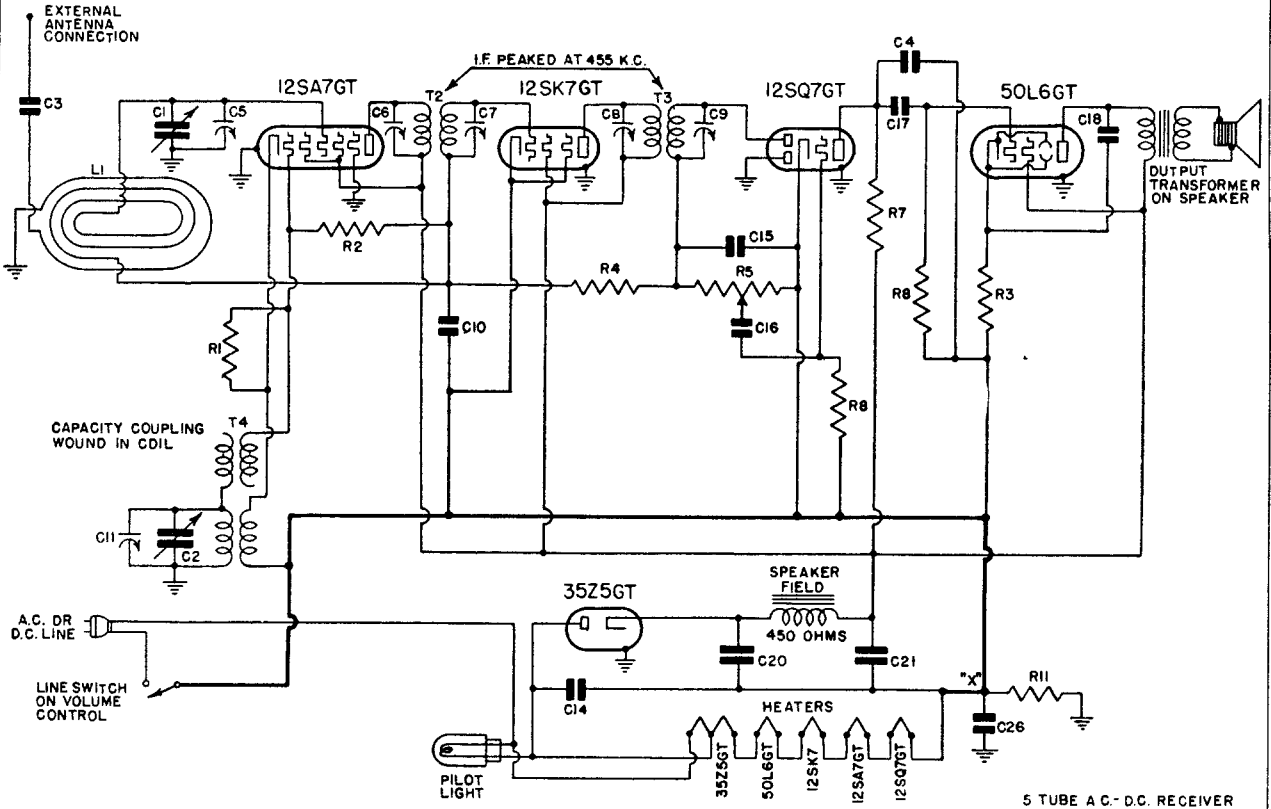 EXTERNAL
ANTENNA
CONNECTION
C3
C1
C5
L1
12SA7GT
C6
T2
I.F. PEAKED AT 455 K.C.
C7
12SK7GT
C8
T3
C9
12SQ7GT
C4
C17
50L6GT
C18
OUTPUT
TRANSFORMER
ON SPEAKER
R2
R7
C15
R4
R5
C16
R8
R3
C10
R1
R8
CAPACITY COUPLING
WOUND IN COIL
T4
C11
C2
A.C. OR
D.C. LINE
LINE SWITCH
ON VOLUME
CONTROL
35Z5GT
SPEAKER
FIELD
450 OHMS
C20
C21
C14
"X"
R11
C26
HEATERS
35Z5GT
50L6GT
12SK7
12SA7GT
12SQ7GT
PILOT
LIGHT
5 TUBE A.C.-D.C. RECEIVER